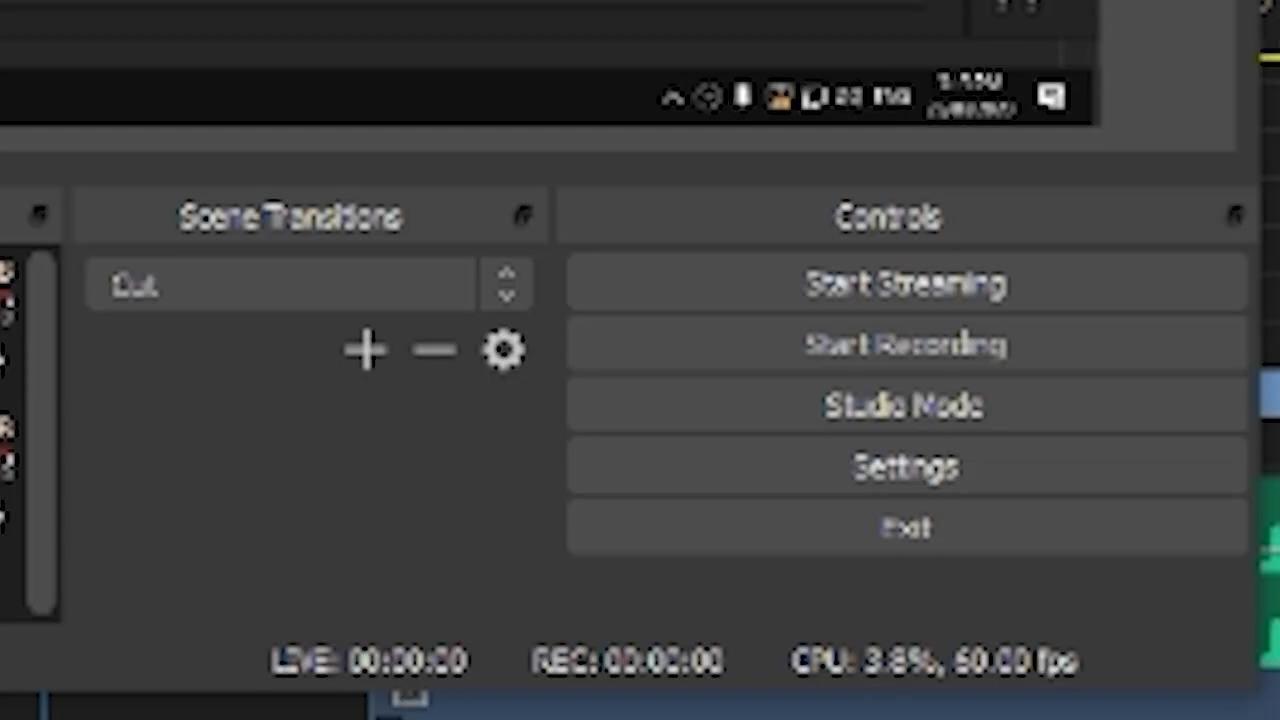 Scene Transitions
Controls
Cut
Start Streaming
Start Recording
Studio Mode
Settings
Exit
LIVE: 00:00:00
REC: 00:00:00
CPU: 3.8%, 60.00 fps